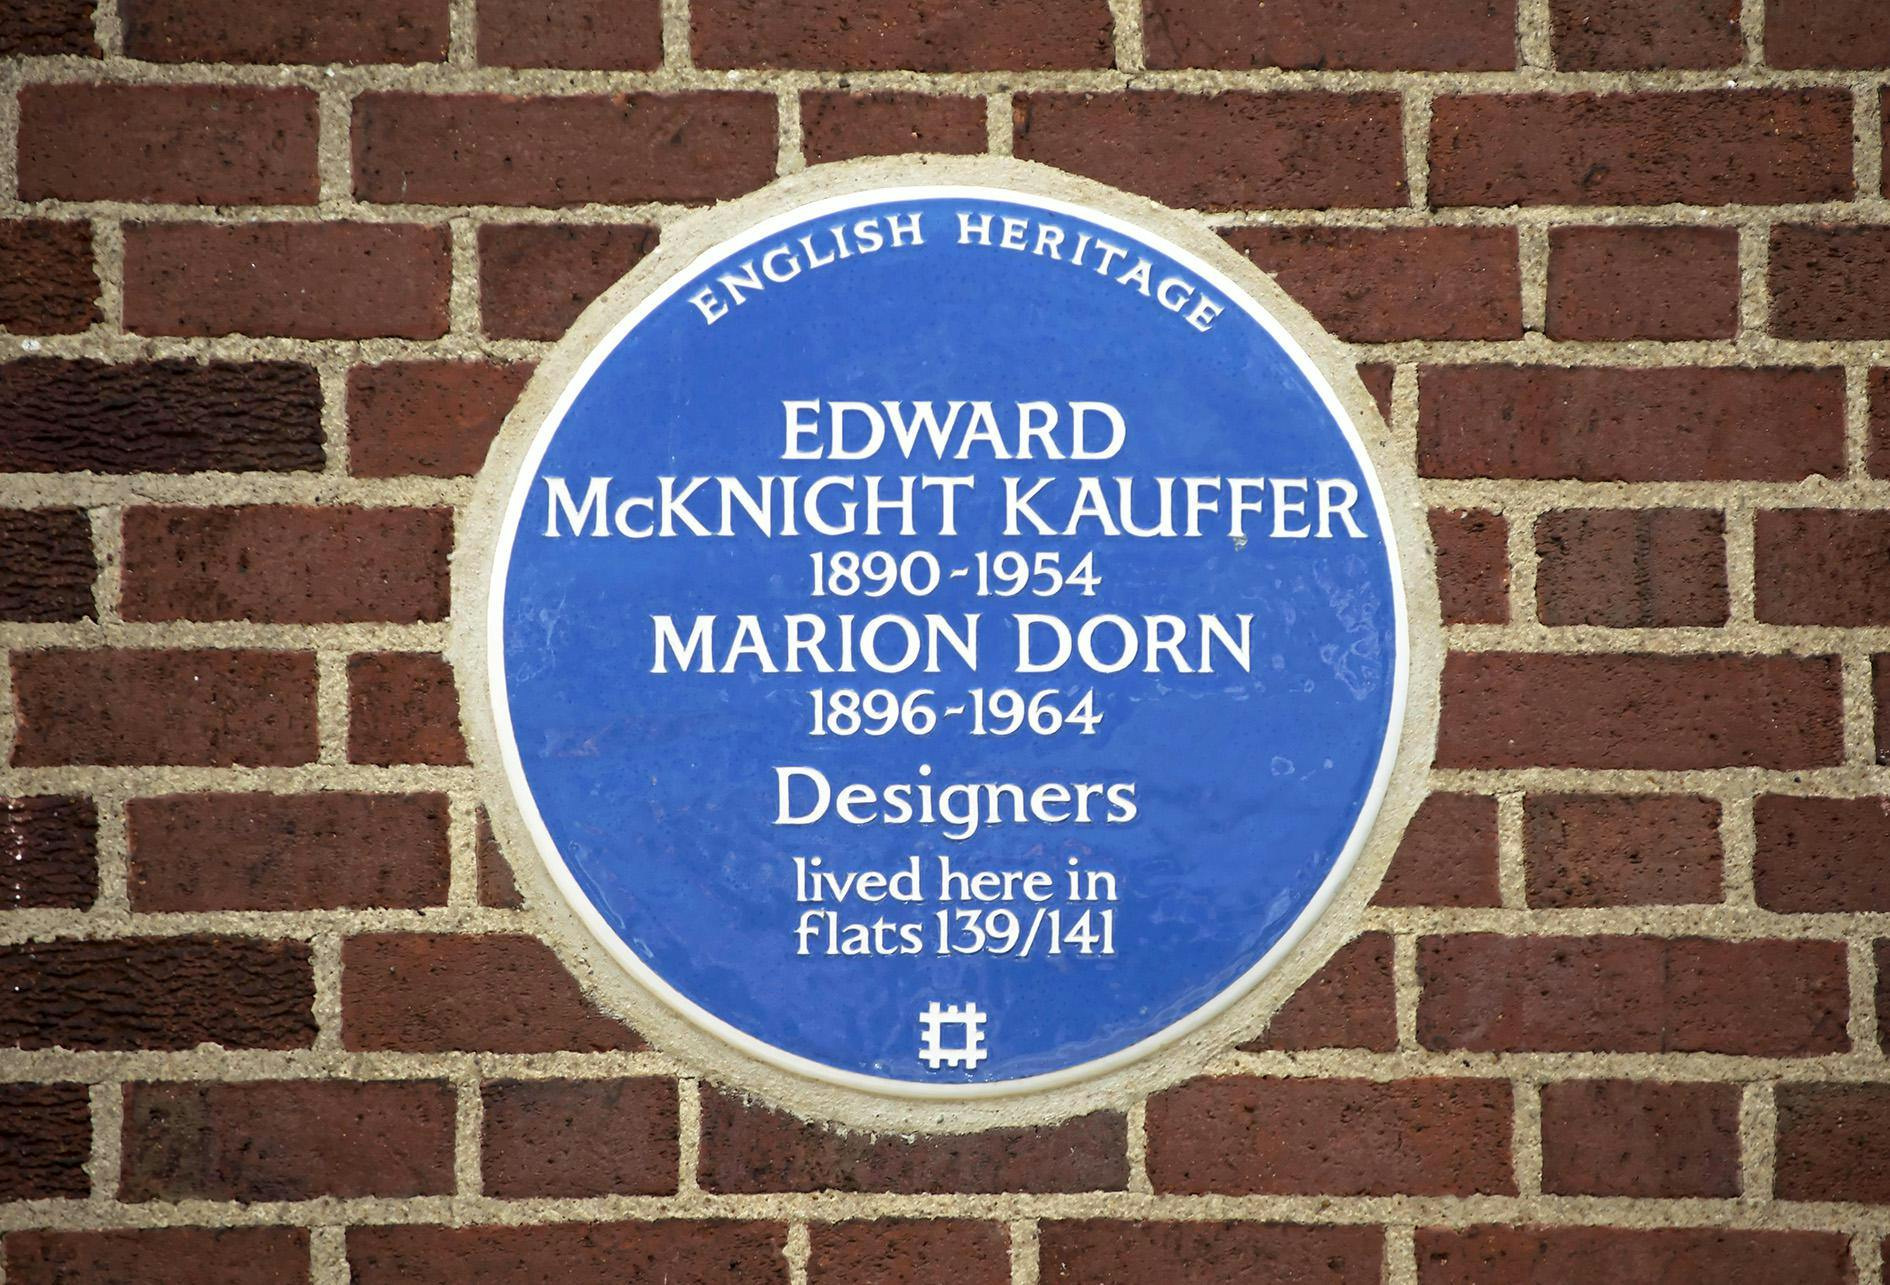 ENGLISH HERITAGE
EDWARD
McKNIGHT KAUFFER
1890-1954
MARION DORN
1896-1964
Designers
lived here in
flats 139/141